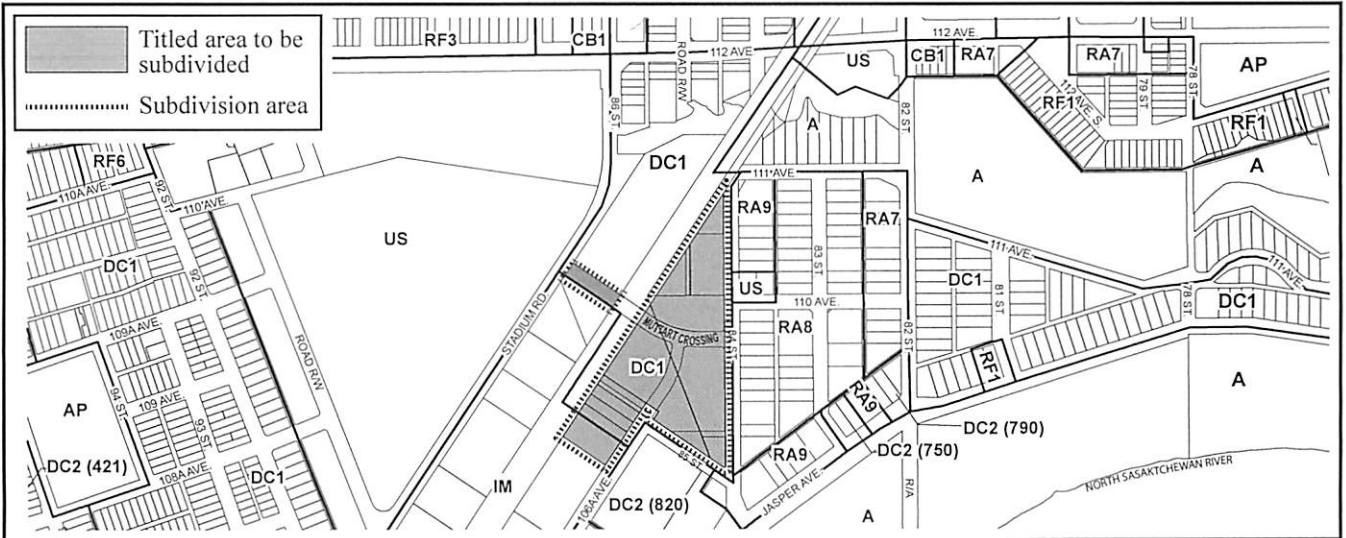 Titled area to be
subdivided
Subdivision area
RF3
CB1
112 AVE.
ROAD R/W
86 ST.
DC1
US
112 AVE.
CB1
RA7
82 ST.
RF1
112 AVE. S.
RA7
79 ST.
78 ST.
AP
RF1
A
RF6
110A AVE.
92 ST.
110 AVE.
US
DC1
92 ST.
109A AVE.
109 AVE.
AP
94 ST.
93 ST.
108A AVE.
DC2 (421)
DC1
ROAD R/W
STADIUM RD.
A
111 AVE.
RA9
US
83 ST.
RA7
110 AVE.
RA8
MUTTART CROSSING
DC1
84 ST.
82 ST.
A
111 AVE.
DC1
81 ST.
RF1
78 ST.
111 AVE.
DC1
A
IM
106A AVE.
85 ST.
DC2 (820)
RA9
RA9
JASPER AVE.
DC2 (750)
DC2 (790)
R/A
A
NORTH SASAKTCHEWAN RIVER